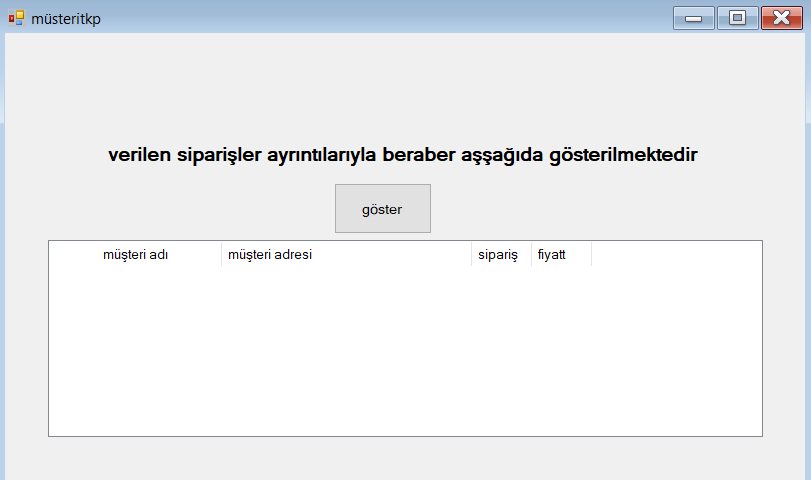 müsteritkp
verilen siparişler ayrıntılarıyla beraber aşşağıda gösterilmektedir
göster
müşteri adı müşteri adresi sipariş fiyatt